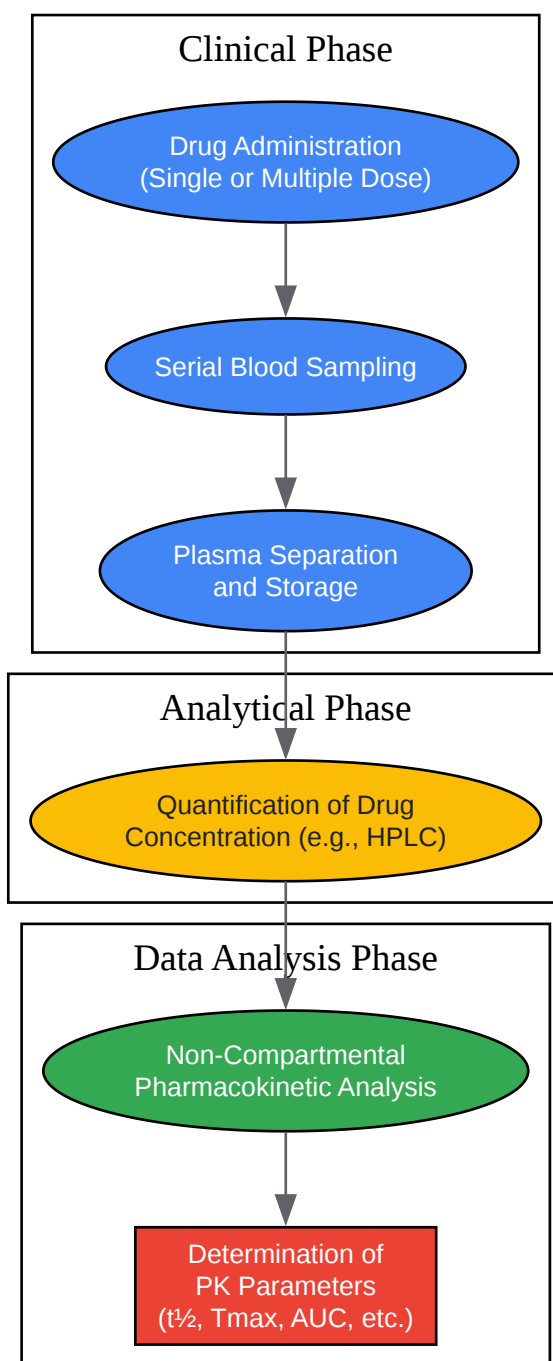 Clinical Phase
Drug Administration
(Single or Multiple Dose)
Serial Blood Sampling
Plasma Separation
and Storage
Analytical Phase
Quantification of Drug
Concentration (e.g., HPLC)
Data Analysis Phase
Non-Compartmental
Pharmacokinetic Analysis
Determination of
PK Parameters
(t½, Tmax, AUC, etc.)